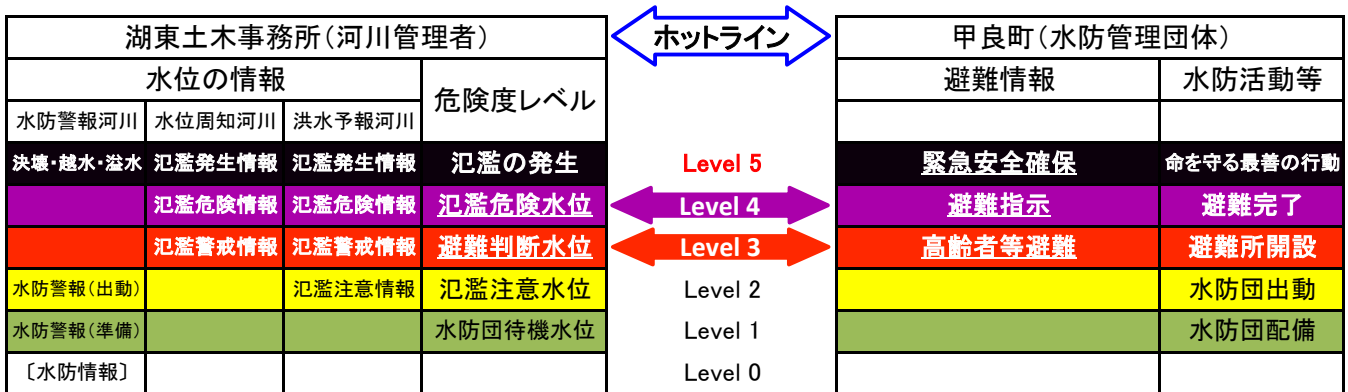 湖東土木事務所(河川管理者) ホットライン 甲良町(水防管理団体)
水位の情報 危険度レベル 避難情報 水防活動等
水防警報河川 水位周知河川 洪水予報河川
決壊・越水・溢水 氾濫発生情報 氾濫発生情報 氾濫の発生 Level 5 緊急安全確保 命を守る最善の行動
氾濫危険情報 氾濫危険情報 氾濫危険水位 Level 4 避難指示 避難完了
氾濫警戒情報 氾濫警戒情報 避難判断水位 Level 3 高齢者等避難 避難所開設
水防警報(出動) 氾濫注意情報 氾濫注意水位 Level 2 水防団出動
水防警報(準備) 水防団待機水位 Level 1 水防団配備
〔水防情報〕 Level 0